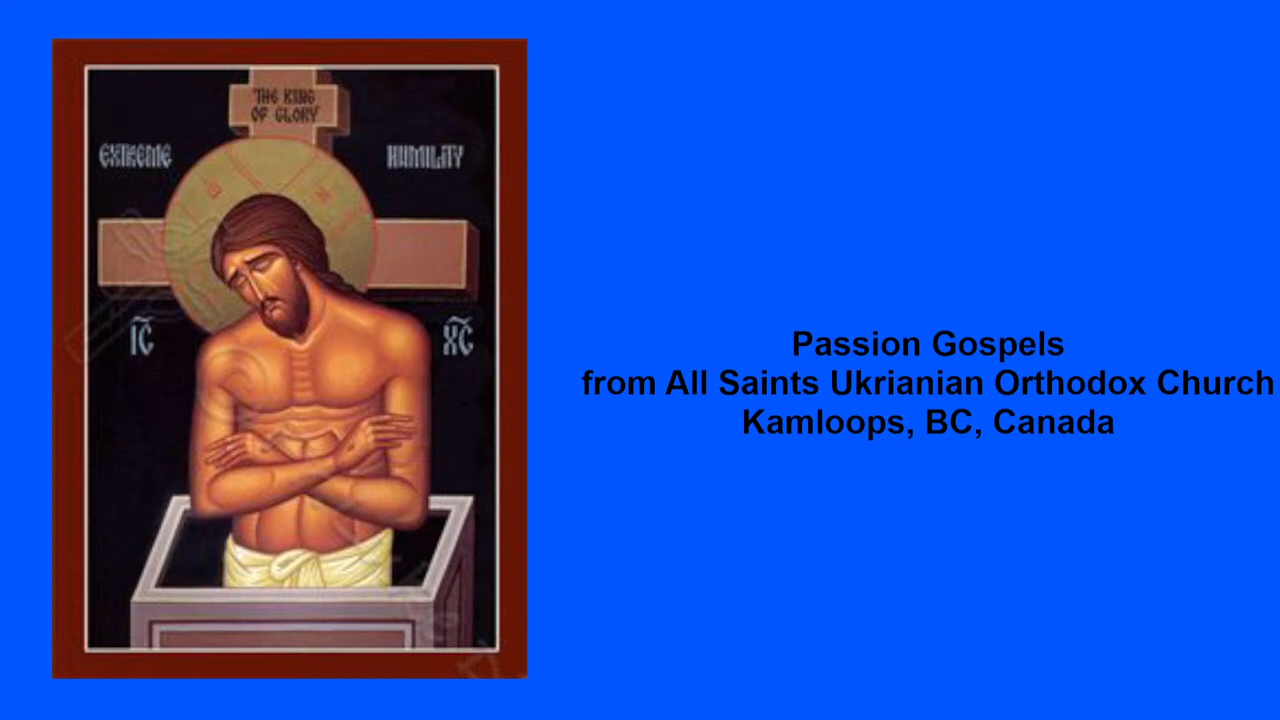 THE KING
OF GLORY
EXTREME HUMILITY
IC XC
Passion Gospels
from All Saints Ukrianian Orthodox Church
Kamloops, BC, Canada